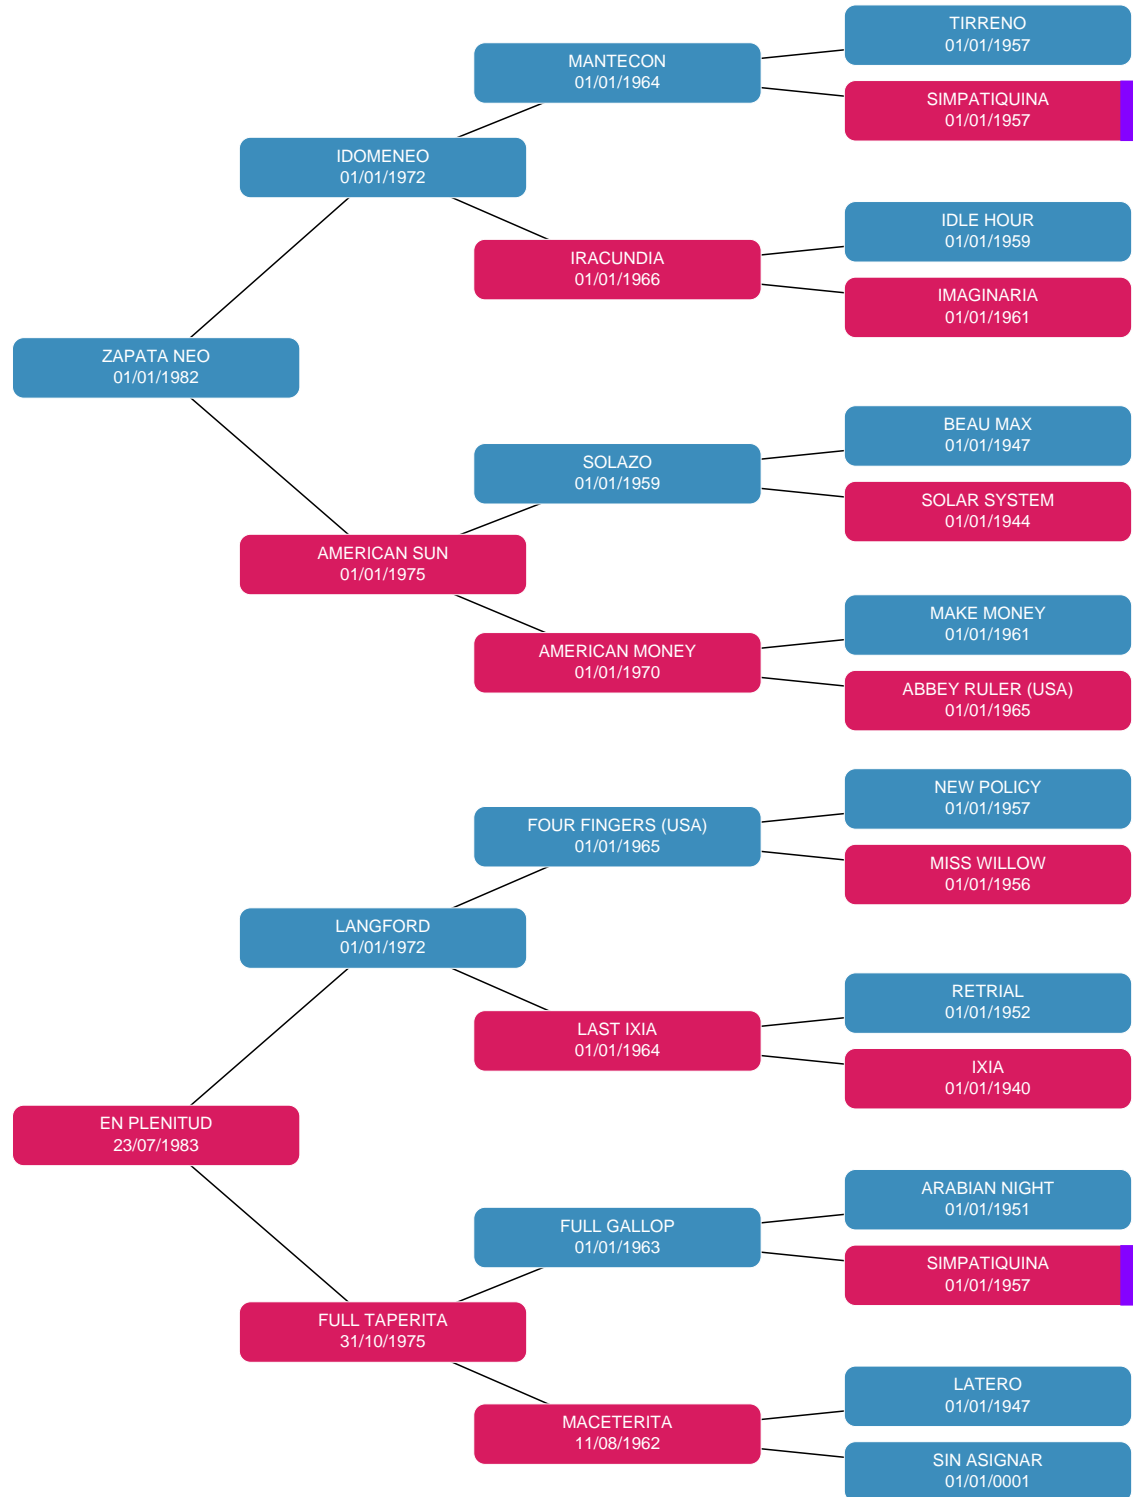 TIRRENO
01/01/1957
MANTECON
01/01/1964
SIMPATIQUINA
01/01/1957
IDOMENEO
01/01/1972
IDLE HOUR
01/01/1959
IRACUNDIA
01/01/1966
IMAGINARIA
01/01/1961
ZAPATA NEO
01/01/1982
BEAU MAX
01/01/1947
SOLAZO
01/01/1959
SOLAR SYSTEM
01/01/1944
AMERICAN SUN
01/01/1975
MAKE MONEY
01/01/1961
AMERICAN MONEY
01/01/1970
ABBEY RULER (USA)
01/01/1965
NEW POLICY
01/01/1957
FOUR FINGERS (USA)
01/01/1965
MISS WILLOW
01/01/1956
LANGFORD
01/01/1972
RETRIAL
01/01/1952
LAST IXIA
01/01/1964
IXIA
01/01/1940
EN PLENITUD
23/07/1983
ARABIAN NIGHT
01/01/1951
FULL GALLOP
01/01/1963
SIMPATIQUINA
01/01/1957
FULL TAPERITA
31/10/1975
LATERO
01/01/1947
MACETERITA
11/08/1962
SIN ASIGNAR
01/01/0001